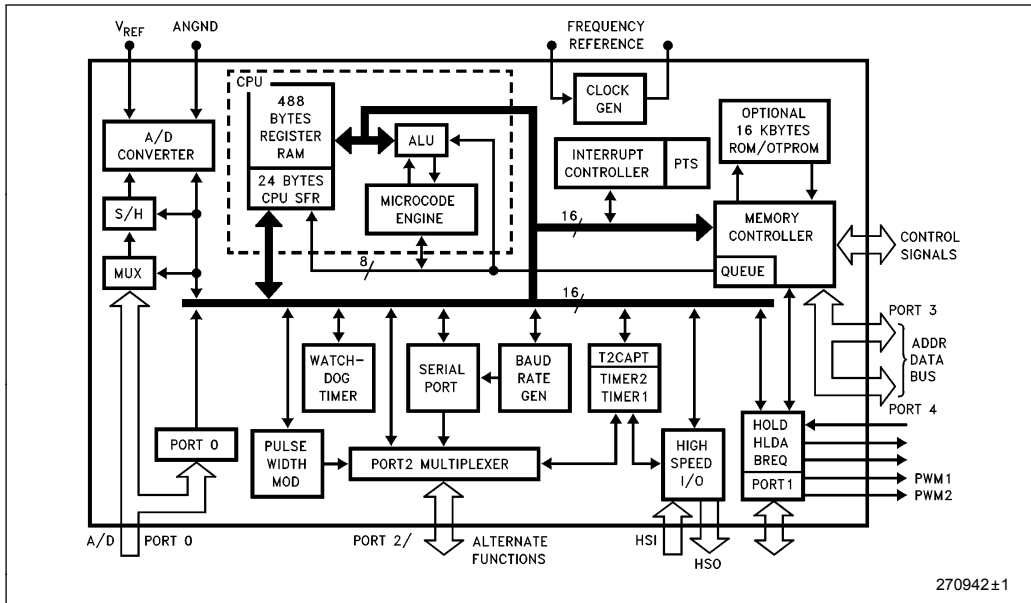 VREF
ANGND
FREQUENCY
REFERENCE
CPU
488
BYTES
REGISTER
RAM
24 BYTES
CPU SFR
ALU
MICROCODE
ENGINE
CLOCK
GEN
OPTIONAL
16 KBYTES
ROM/OTPROM
A/D
CONVERTER
S/H
MUX
INTERRUPT
CONTROLLER
PTS
MEMORY
CONTROLLER
QUEUE
CONTROL
SIGNALS
16
8
16
PORT 3
ADDR
DATA
BUS
PORT 4
WATCH-
DOG
TIMER
SERIAL
PORT
BAUD
RATE
GEN
T2CAPT
TIMER2
TIMER1
PORT 0
PULSE
WIDTH
MOD
PORT2 MULTIPLEXER
HIGH
SPEED
I/O
HOLD
HLDA
BREQ
PORT1
PWM1
PWM2
A/D
PORT 0
PORT 2/
ALTERNATE
FUNCTIONS
HSI
HSO
270942±1